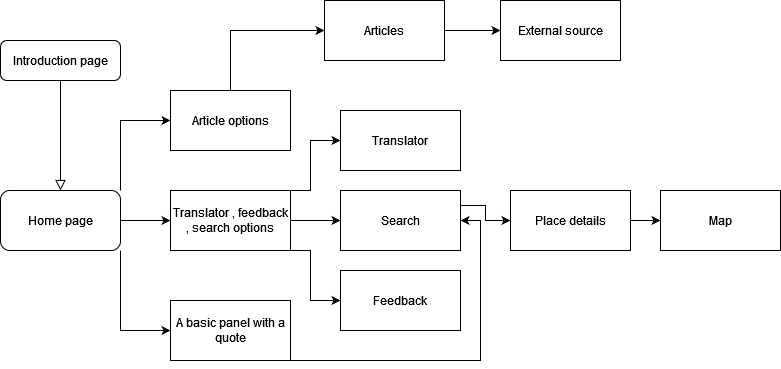 Articles
External source
Introduction page
Article options
Translator
Home page
Translator , feedback
, search options
Search
Place details
Map
Feedback
A basic panel with a
quote